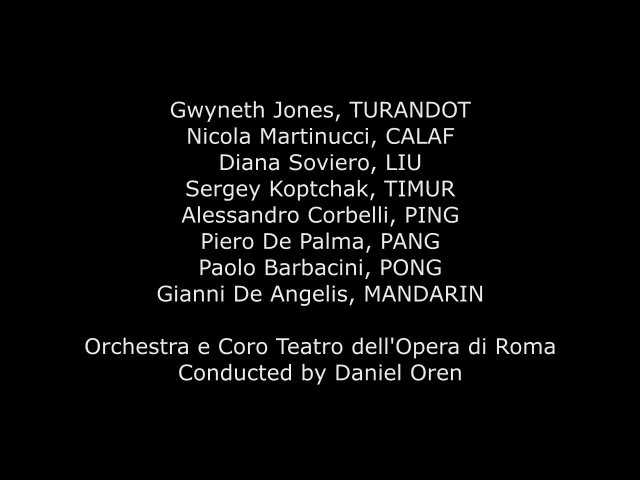 Gwyneth Jones, TURANDOT
Nicola Martinucci, CALAF
Diana Soviero, LIU
Sergey Koptchak, TIMUR
Alessandro Corbelli, PING
Piero De Palma, PANG
Paolo Barbacini, PONG
Gianni De Angelis, MANDARIN
Orchestra e Coro Teatro dell'Opera di Roma
Conducted by Daniel Oren